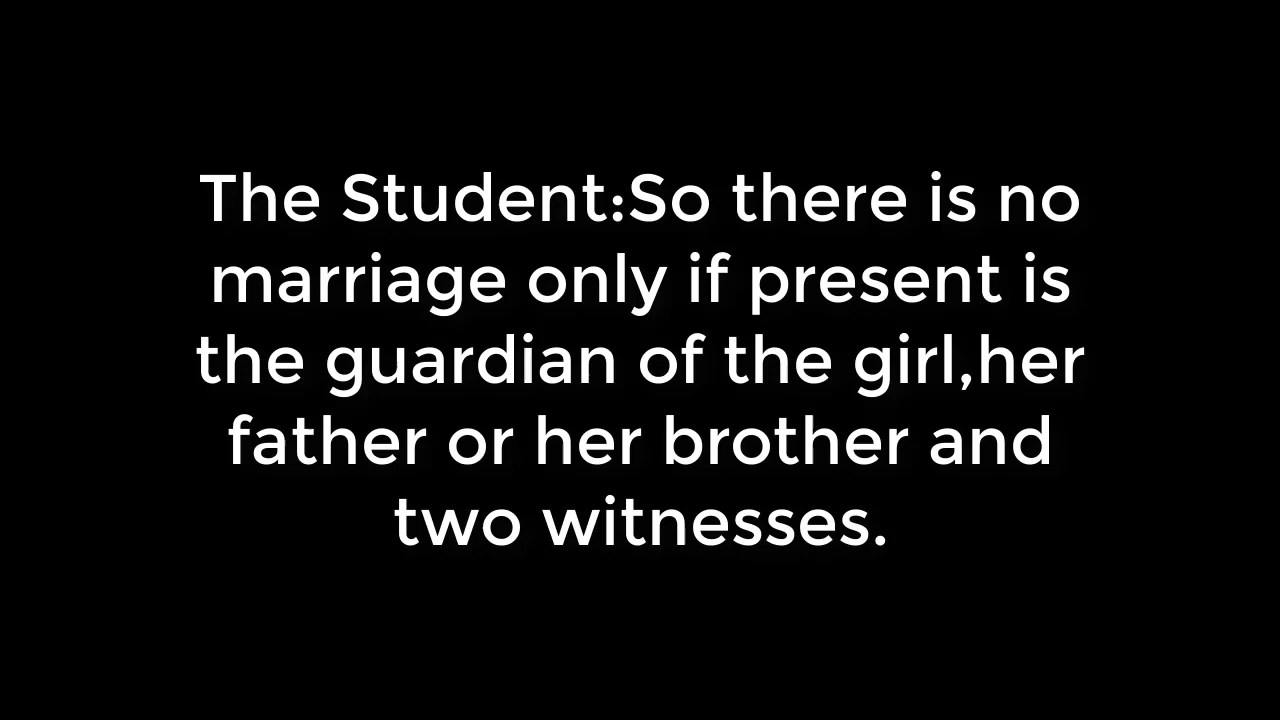 The Student:So there is no
marriage only if present is
the guardian of the girl,her
father or her brother and
two witnesses.